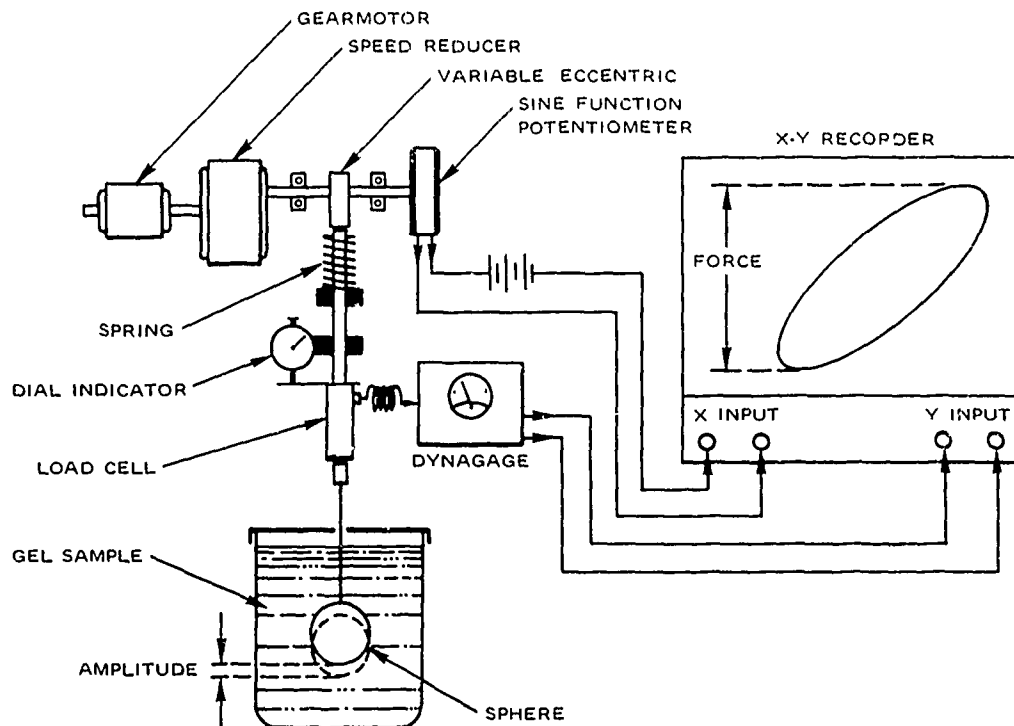 GEARMOTOR
SPEED REDUCER
VARIABLE ECCENTRIC
SINE FUNCTION
POTENTIOMETER
X-Y RECORDER
FORCE
SPRING
DIAL INDICATOR
X INPUT
Y INPUT
LOAD CELL
DYNAGAGE
GEL SAMPLE
AMPLITUDE
SPHERE